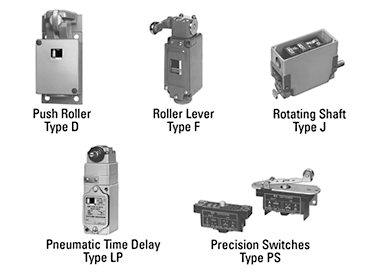 Push Roller
Type D
Roller Lever
Type F
Rotating Shaft
Type J
Pneumatic Time Delay
Type LP
Precision Switches
Type PS